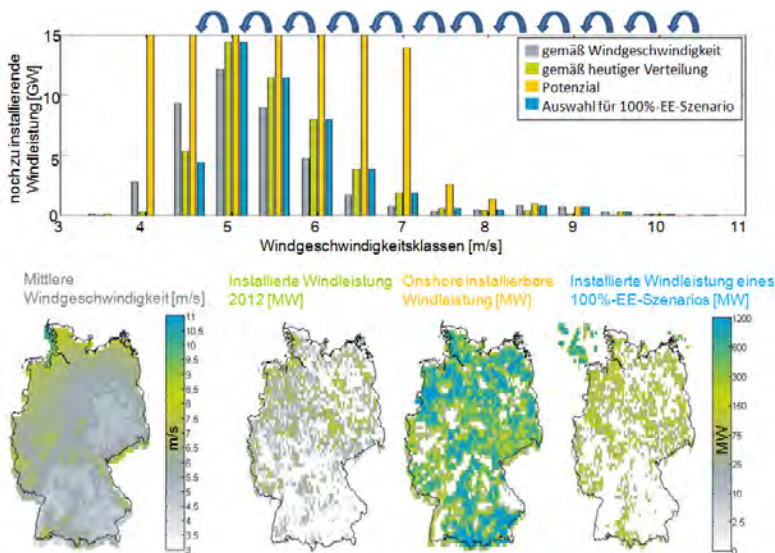 noch zu installierende
Windleistung [GW]
15
10
5
0
3 4 5 6 7 8 9 10 11
Windgeschwindigkeitsklassen [m/s]
gemäß Windgeschwindigkeit
gemäß heutiger Verteilung
Potenzial
Auswahl für 100%-EE-Szenario
Mittlere
Windgeschwindigkeit [m/s]
11
10.5
10
9.5
9
8.5
8
7.5
7
6.5
6
5.5
5
4.5
4
3.5
3
m/s
Installierte Windleistung
2012 [MW]
Onshore installierbare
Windleistung [MW]
Installierte Windleistung eines
100%-EE-Szenarios [MW]
1200
600
300
160
75
25
10
2.5
0
MW